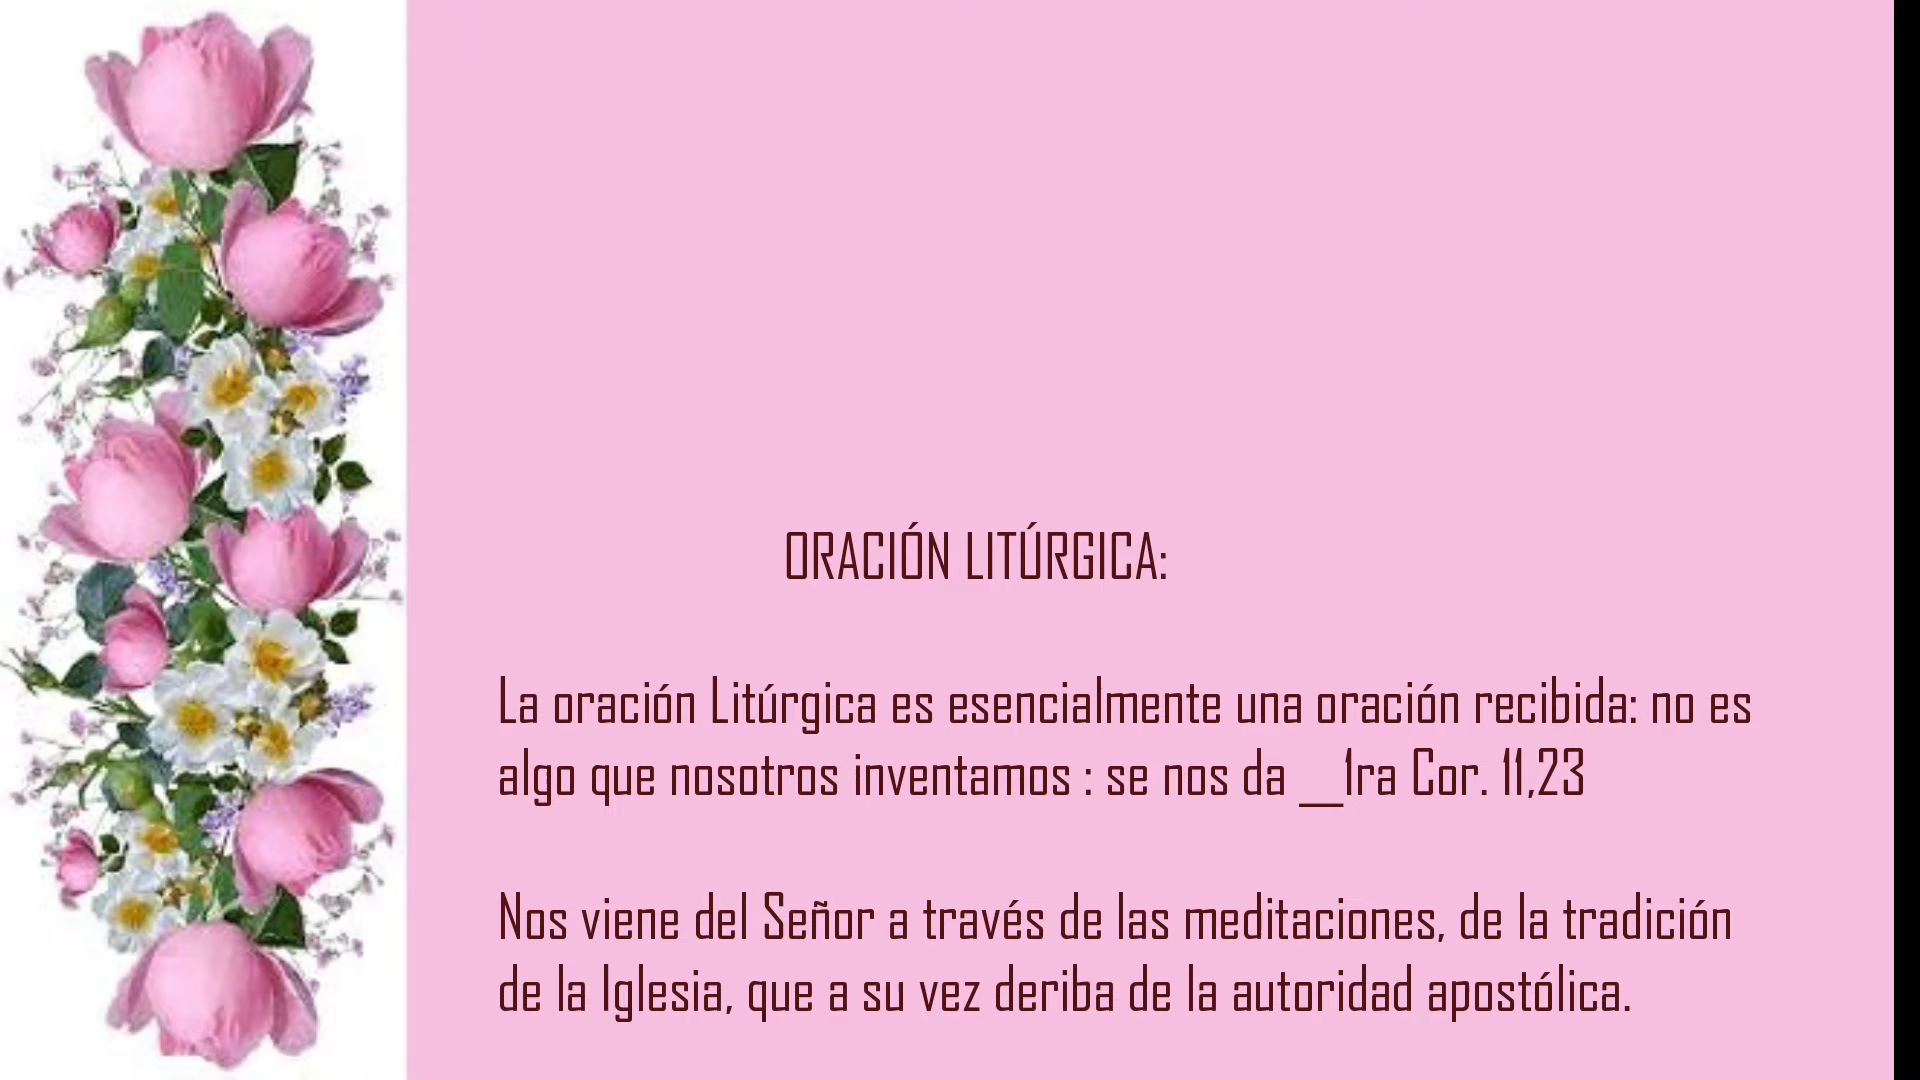 ORACIÓN LITÚRGICA:
La oración Litúrgica es esencialmente una oración recibida: no es
algo que nosotros inventamos : se nos da __1ra Cor. 11,23
Nos viene del Señor a través de las meditaciones, de la tradición
de la Iglesia, que a su vez deriba de la autoridad apostólica.